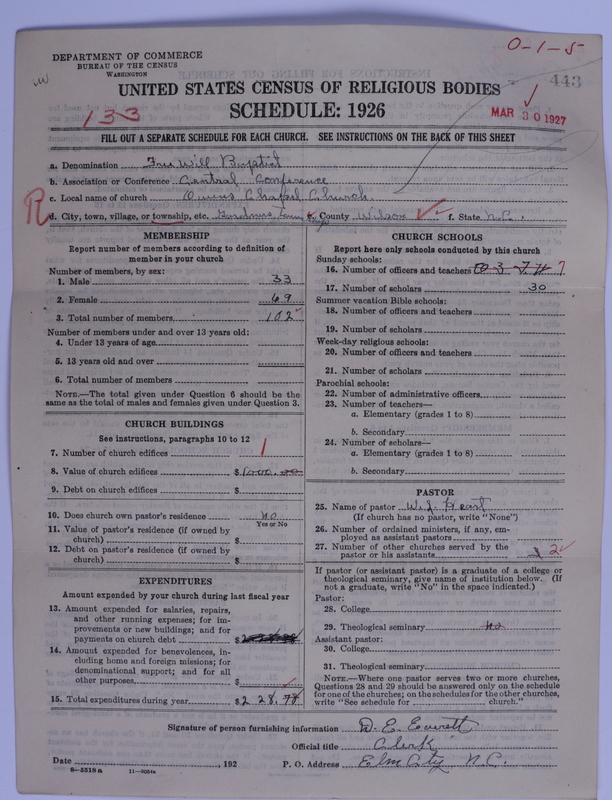 0-1-5
DEPARTMENT OF COMMERCE
BUREAU OF THE CENSUS
WASHINGTON
443
UNITED STATES CENSUS OF RELIGIOUS BODIES
SCHEDULE: 1926
MAR 30 1927
133
FILL OUT A SEPARATE SCHEDULE FOR EACH CHURCH. SEE INSTRUCTIONS ON THE BACK OF THIS SHEET
a. Denomination Free Will Baptist
b. Association or Conference Central Conference
c. Local name of church Owens Chapel Church
R
d. City, town, village, or township, etc. e. County Wilson f. State N.C.
MEMBERSHIP
Report number of members according to definition of
member in your church
Number of members, by sex:
1. Male 33
2. Female 69
3. Total number of members 102
Number of members under and over 13 years old:
4. Under 13 years of age
5. 13 years old and over
6. Total number of members
NOTE.—The total given under Question 6 should be
same as the total of males and females given under Question 3.
CHURCH BUILDINGS
See instructions, paragraphs 10 to 12
7. Number of church edifices 1
8. Value of church edifices $1000.00
9. Debt on church edifices $
10. Does church own pastor's residence no
Yes or No
11. Value of pastor's residence (if owned by
church) $
12. Debt on pastor's residence (if owned by
church) $
EXPENDITURES
Amount expended by your church during last fiscal year
13. Amount expended for salaries, repairs,
and other running expenses; for im-
provements or new buildings; and for
payments on church debt $
14. Amount expended for benevolences, in-
cluding home and foreign missions; for
denominational support; and for all
other purposes $
15. Total expenditures during year $228.78
CHURCH SCHOOLS
Report here only schools conducted by this church
Sunday schools:
16. Number of officers and teachers 7
17. Number of scholars 30
Summer vacation Bible schools:
18. Number of officers and teachers
19. Number of scholars
Week-day religious schools:
20. Number of officers and teachers
21. Number of scholars
Parochial schools:
22. Number of administrative officers
23. Number of teachers—
a. Elementary (grades 1 to 8)
b. Secondary
24. Number of scholars—
a. Elementary (grades 1 to 8)
b. Secondary
PASTOR
25. Name of pastor W. J.
(If church has no pastor, write "None")
26. Number of ordained ministers, if any, em-
ployed as assistant pastors
27. Number of other churches served by the
pastor or his assistants 2
If pastor (or assistant pastor) is a graduate of a college or
theological seminary, give name of institution below. (If
not a graduate, write "No" in the space indicated.)
Pastor:
28. College
29. Theological seminary no
Assistant pastor:
30. College
31. Theological seminary
NOTE.—Where one pastor serves two or more churches,
Questions 28 and 29 should be answered only on the schedule
for one of the churches; on the schedules for the other churches,
write "See schedule for church."
Signature of person furnishing information D. E. Everett
Official title Clerk
Date , 192 P. O. Address Elm City N.C.
8-5518a 11-9054a